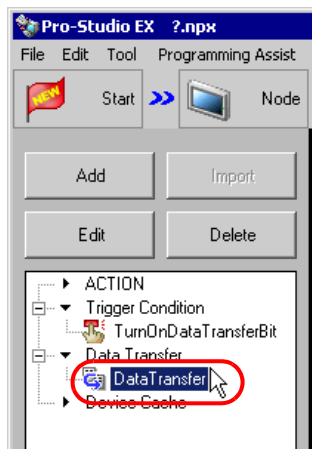 Pro-Studio EX ?.npx
File Edit Tool Programming Assist
NEW Start Node
Add Import
Edit Delete
ACTION
Trigger Condition
TurnOnDataTransferBit
Data Transfer
DataTransfer
Device Cache